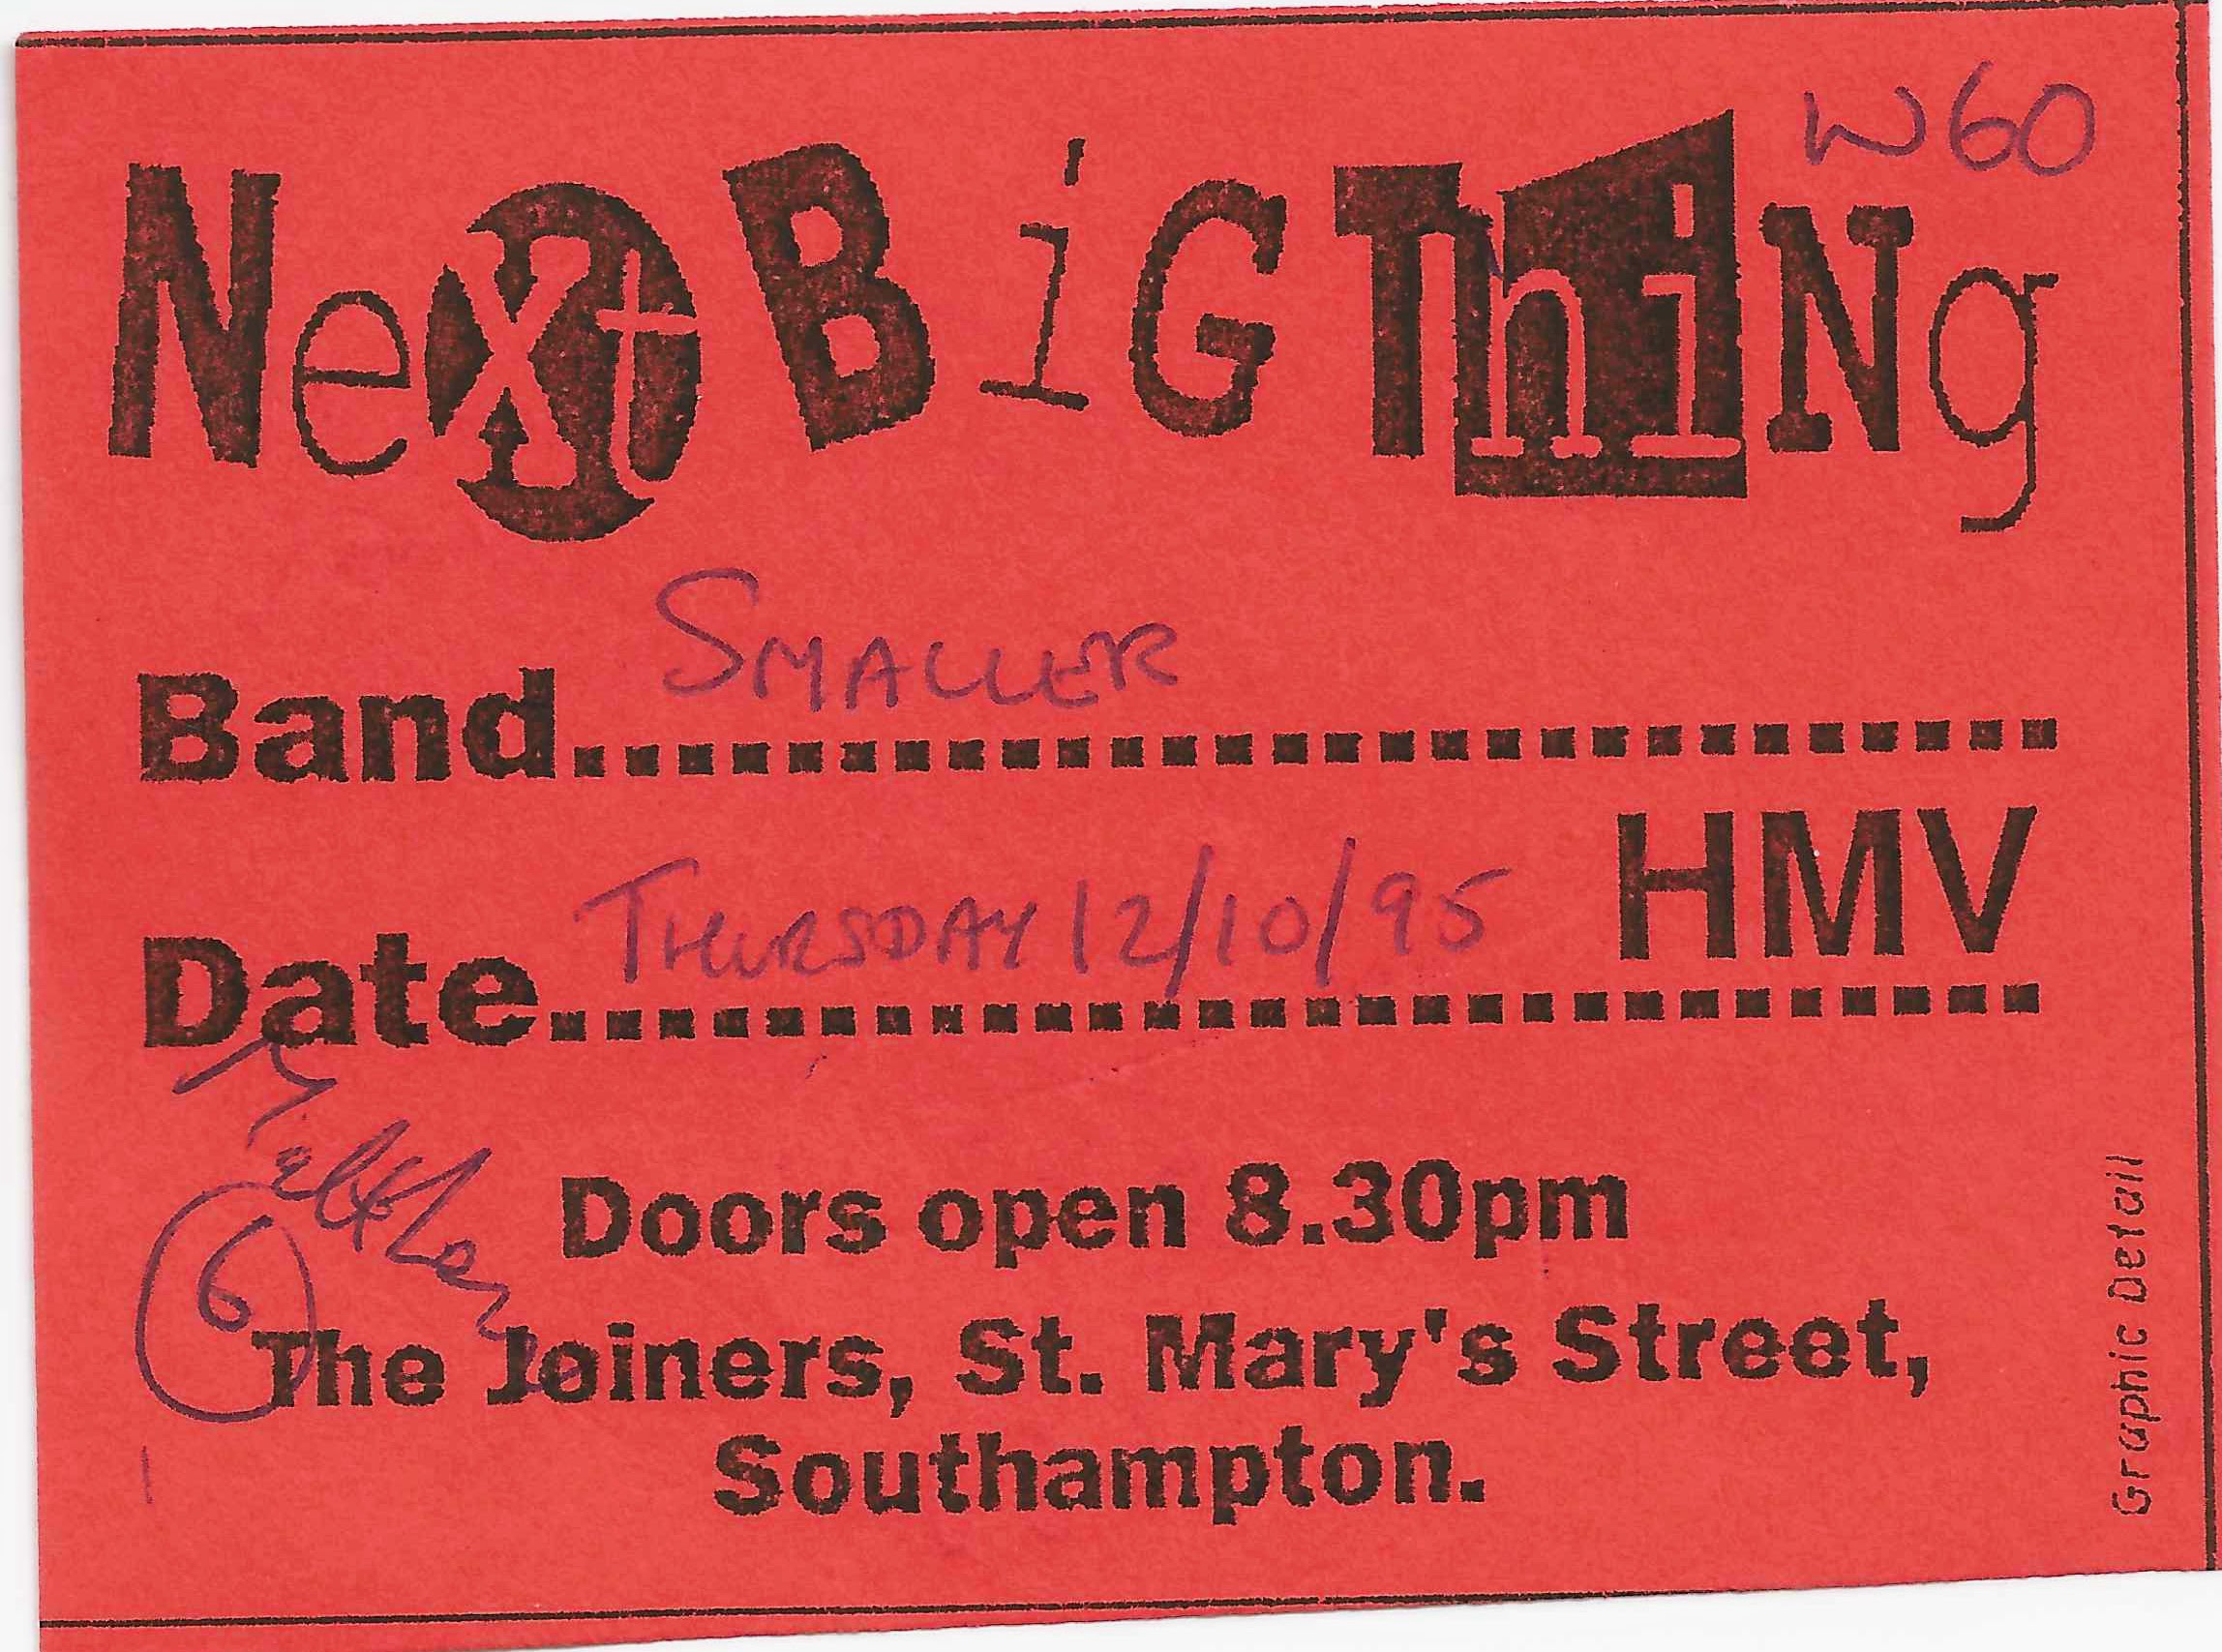 W60
NeXt BiG ThiNg
Band.......... SMALLER
HMV
Date.......... THURSDAY 12/10/95
6
Doors open 8.30pm
The Joiners, St. Mary's Street,
Southampton.
Graphic Detail